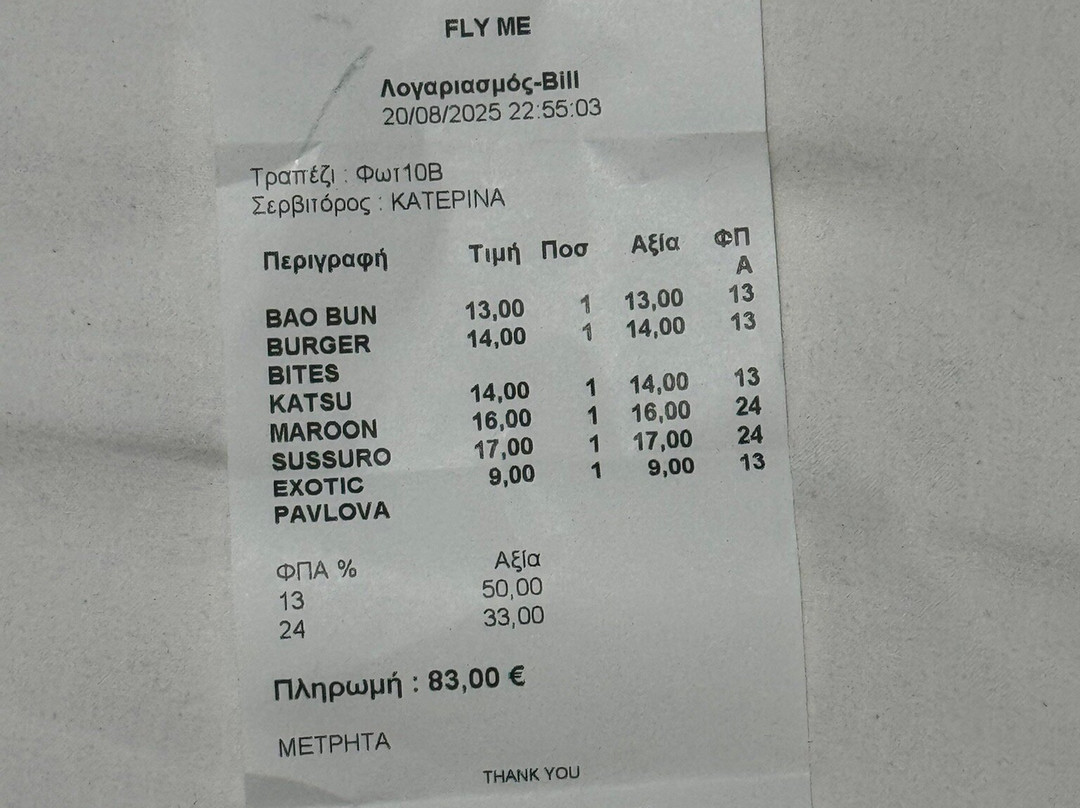 FLY ME
Λογαριασμός-Bill
20/08/2025 22:55:03
Τραπέζι : Φωτ10Β
Σερβιτόρος : ΚΑΤΕΡΙΝΑ
Περιγραφή Τιμή Ποσ Αξία ΦΠ
Α
BAO BUN 13,00 1 13,00 13
BURGER 14,00 1 14,00 13
BITES
KATSU 14,00 1 14,00 13
MAROON 16,00 1 16,00 24
SUSSURO 17,00 1 17,00 24
EXOTIC 9,00 1 9,00 13
PAVLOVA
ΦΠΑ % Αξία
13 50,00
24 33,00
Πληρωμή : 83,00 €
ΜΕΤΡΗΤΑ
THANK YOU